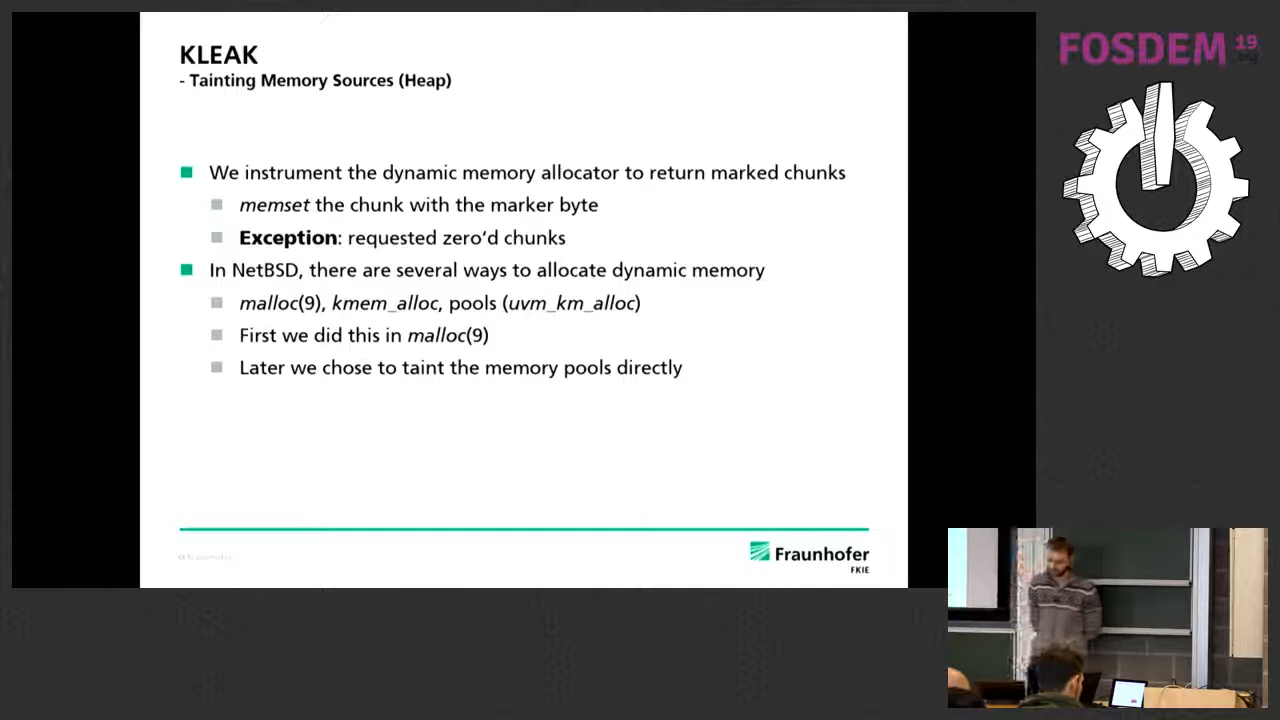 KLEAK
- Tainting Memory Sources (Heap)
We instrument the dynamic memory allocator to return marked chunks
memset the chunk with the marker byte
Exception: requested zero‘d chunks
In NetBSD, there are several ways to allocate dynamic memory
malloc(9), kmem_alloc, pools (uvm_km_alloc)
First we did this in malloc(9)
Later we chose to taint the memory pools directly
Fraunhofer
FKIE
FOSDEM 19